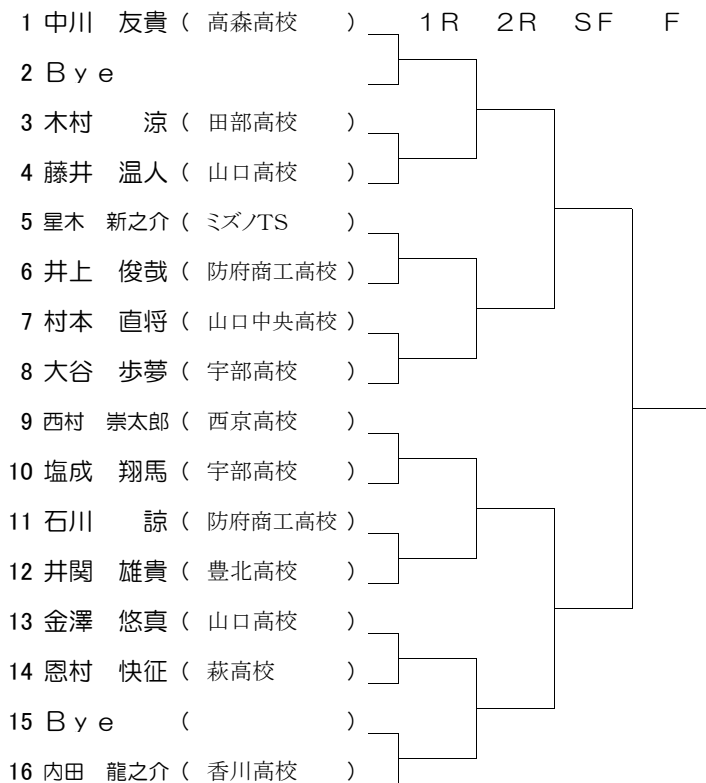 1R 2R SF F
1 中川 友貴 ( 高森高校 )
2 Bye
3 木村 涼 ( 田部高校 )
4 藤井 温人 ( 山口高校 )
5 星木 新之介 ( ミズノTS )
6 井上 俊哉 ( 防府商工高校 )
7 村本 直将 ( 山口中央高校 )
8 大谷 歩夢 ( 宇部高校 )
9 西村 崇太郎 ( 西京高校 )
10 塩成 翔馬 ( 宇部高校 )
11 石川 諒 ( 防府商工高校 )
12 井関 雄貴 ( 豊北高校 )
13 金澤 悠真 ( 山口高校 )
14 恩村 快征 ( 萩高校 )
15 Bye ( )
16 内田 龍之介 ( 香川高校 )